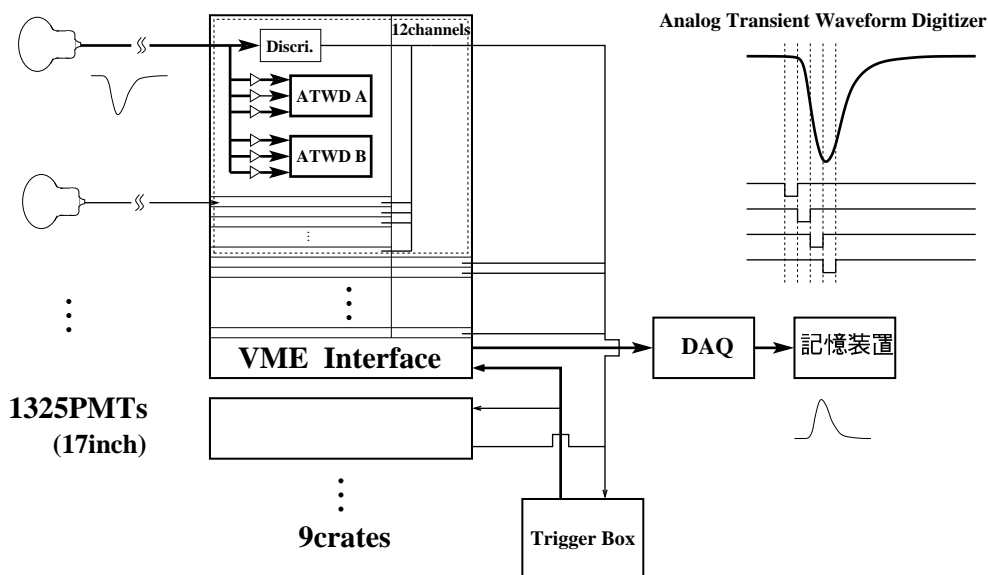 Analog Transient Waveform Digitizer
12channels
Discri.
ATWD A
ATWD B
VME Interface
DAQ
記憶装置
1325PMTs
(17inch)
9crates
Trigger Box